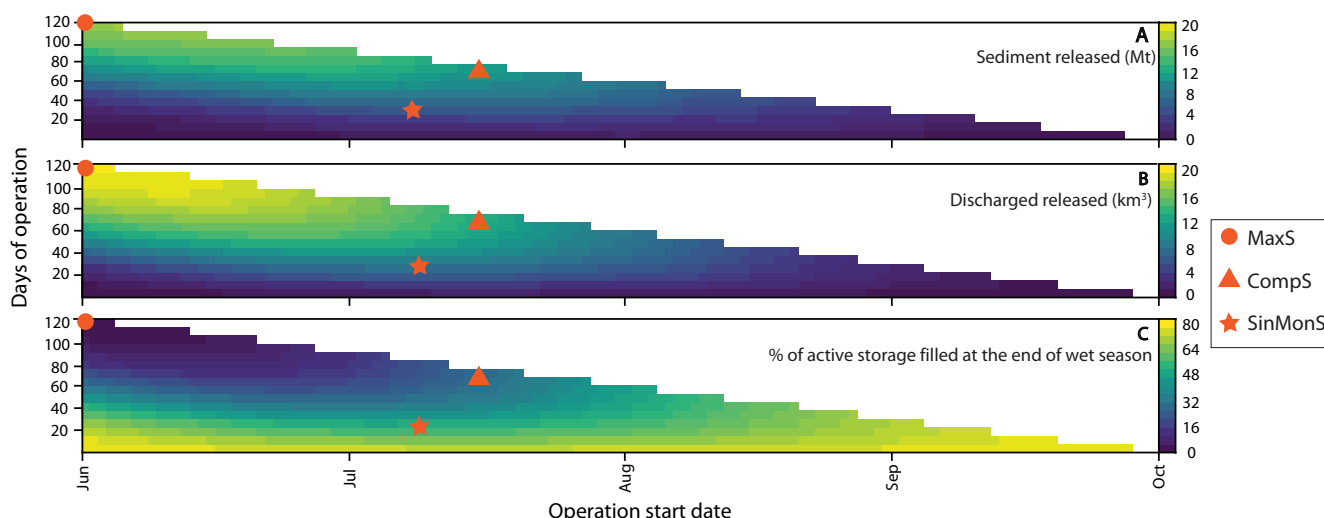 Days of operation
120
100
80
60
40
20
A
Sediment released (Mt)
20
16
12
8
4
0
120
100
80
60
40
20
B
Discharged released (km³)
20
16
12
8
4
0
120
100
80
60
40
20
C
% of active storage filled at the end of wet season
80
64
48
32
16
0
Jun
Jul
Aug
Sep
Oct
Operation start date
MaxS
CompS
SinMonS